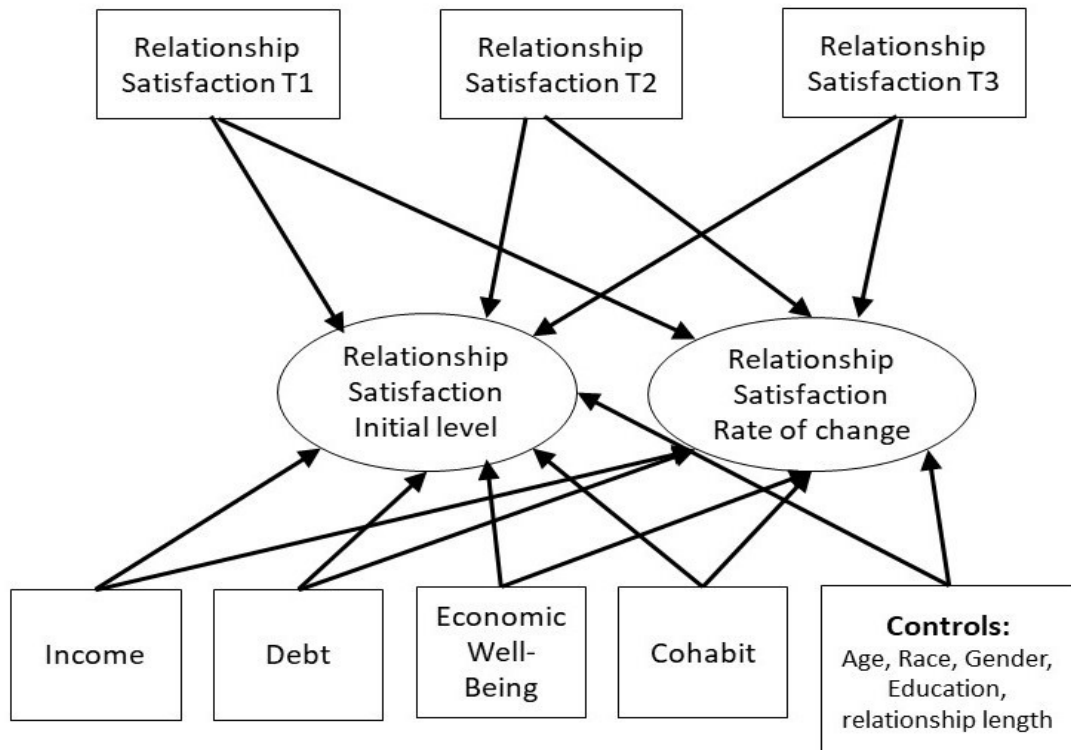 Relationship
Satisfaction T1
Relationship
Satisfaction T2
Relationship
Satisfaction T3
Relationship
Satisfaction
Initial level
Relationship
Satisfaction
Rate of change
Income
Debt
Economic
Well-
Being
Cohabit
Controls:
Age, Race, Gender,
Education,
relationship length